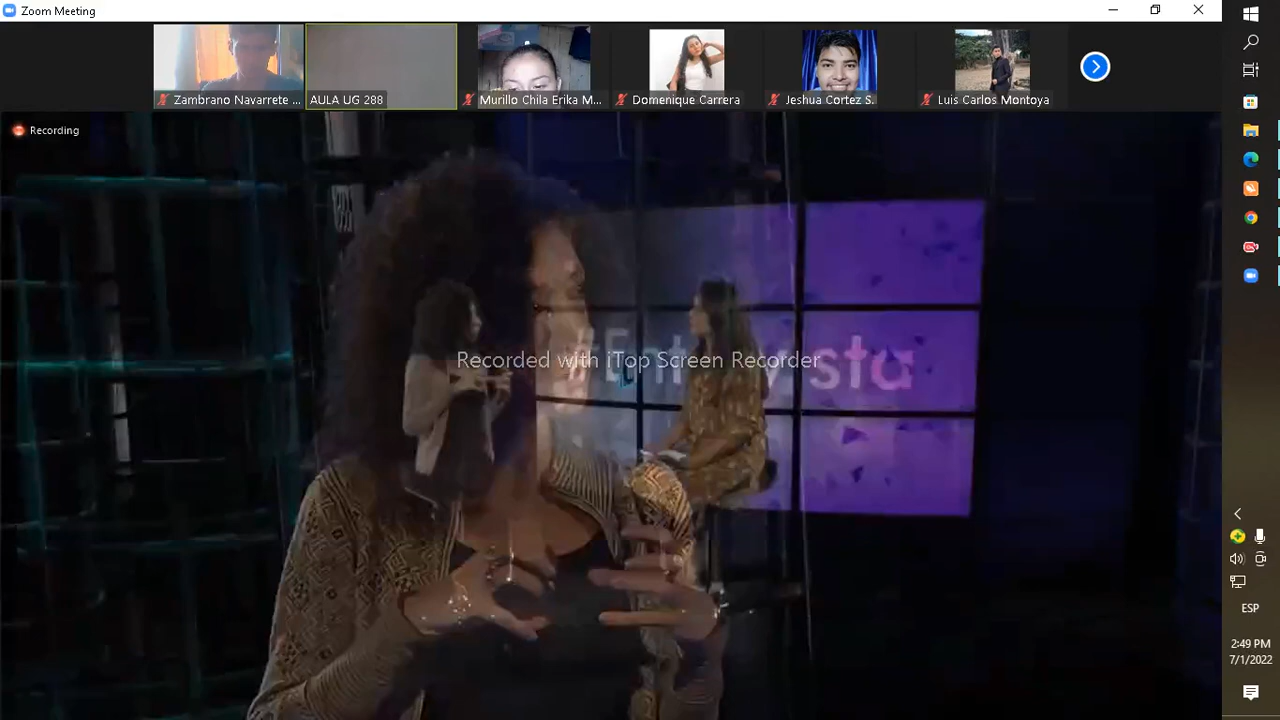 Zoom Meeting
Zambrano Navarrete ...
AULA UG 288
Murillo Chila Erika M...
Domenique Carrera
Jeshua Cortez S.
Luis Carlos Montoya
Recording
#Entrevista
Recorded with iTop Screen Recorder
ESP
2:49 PM
7/1/2022